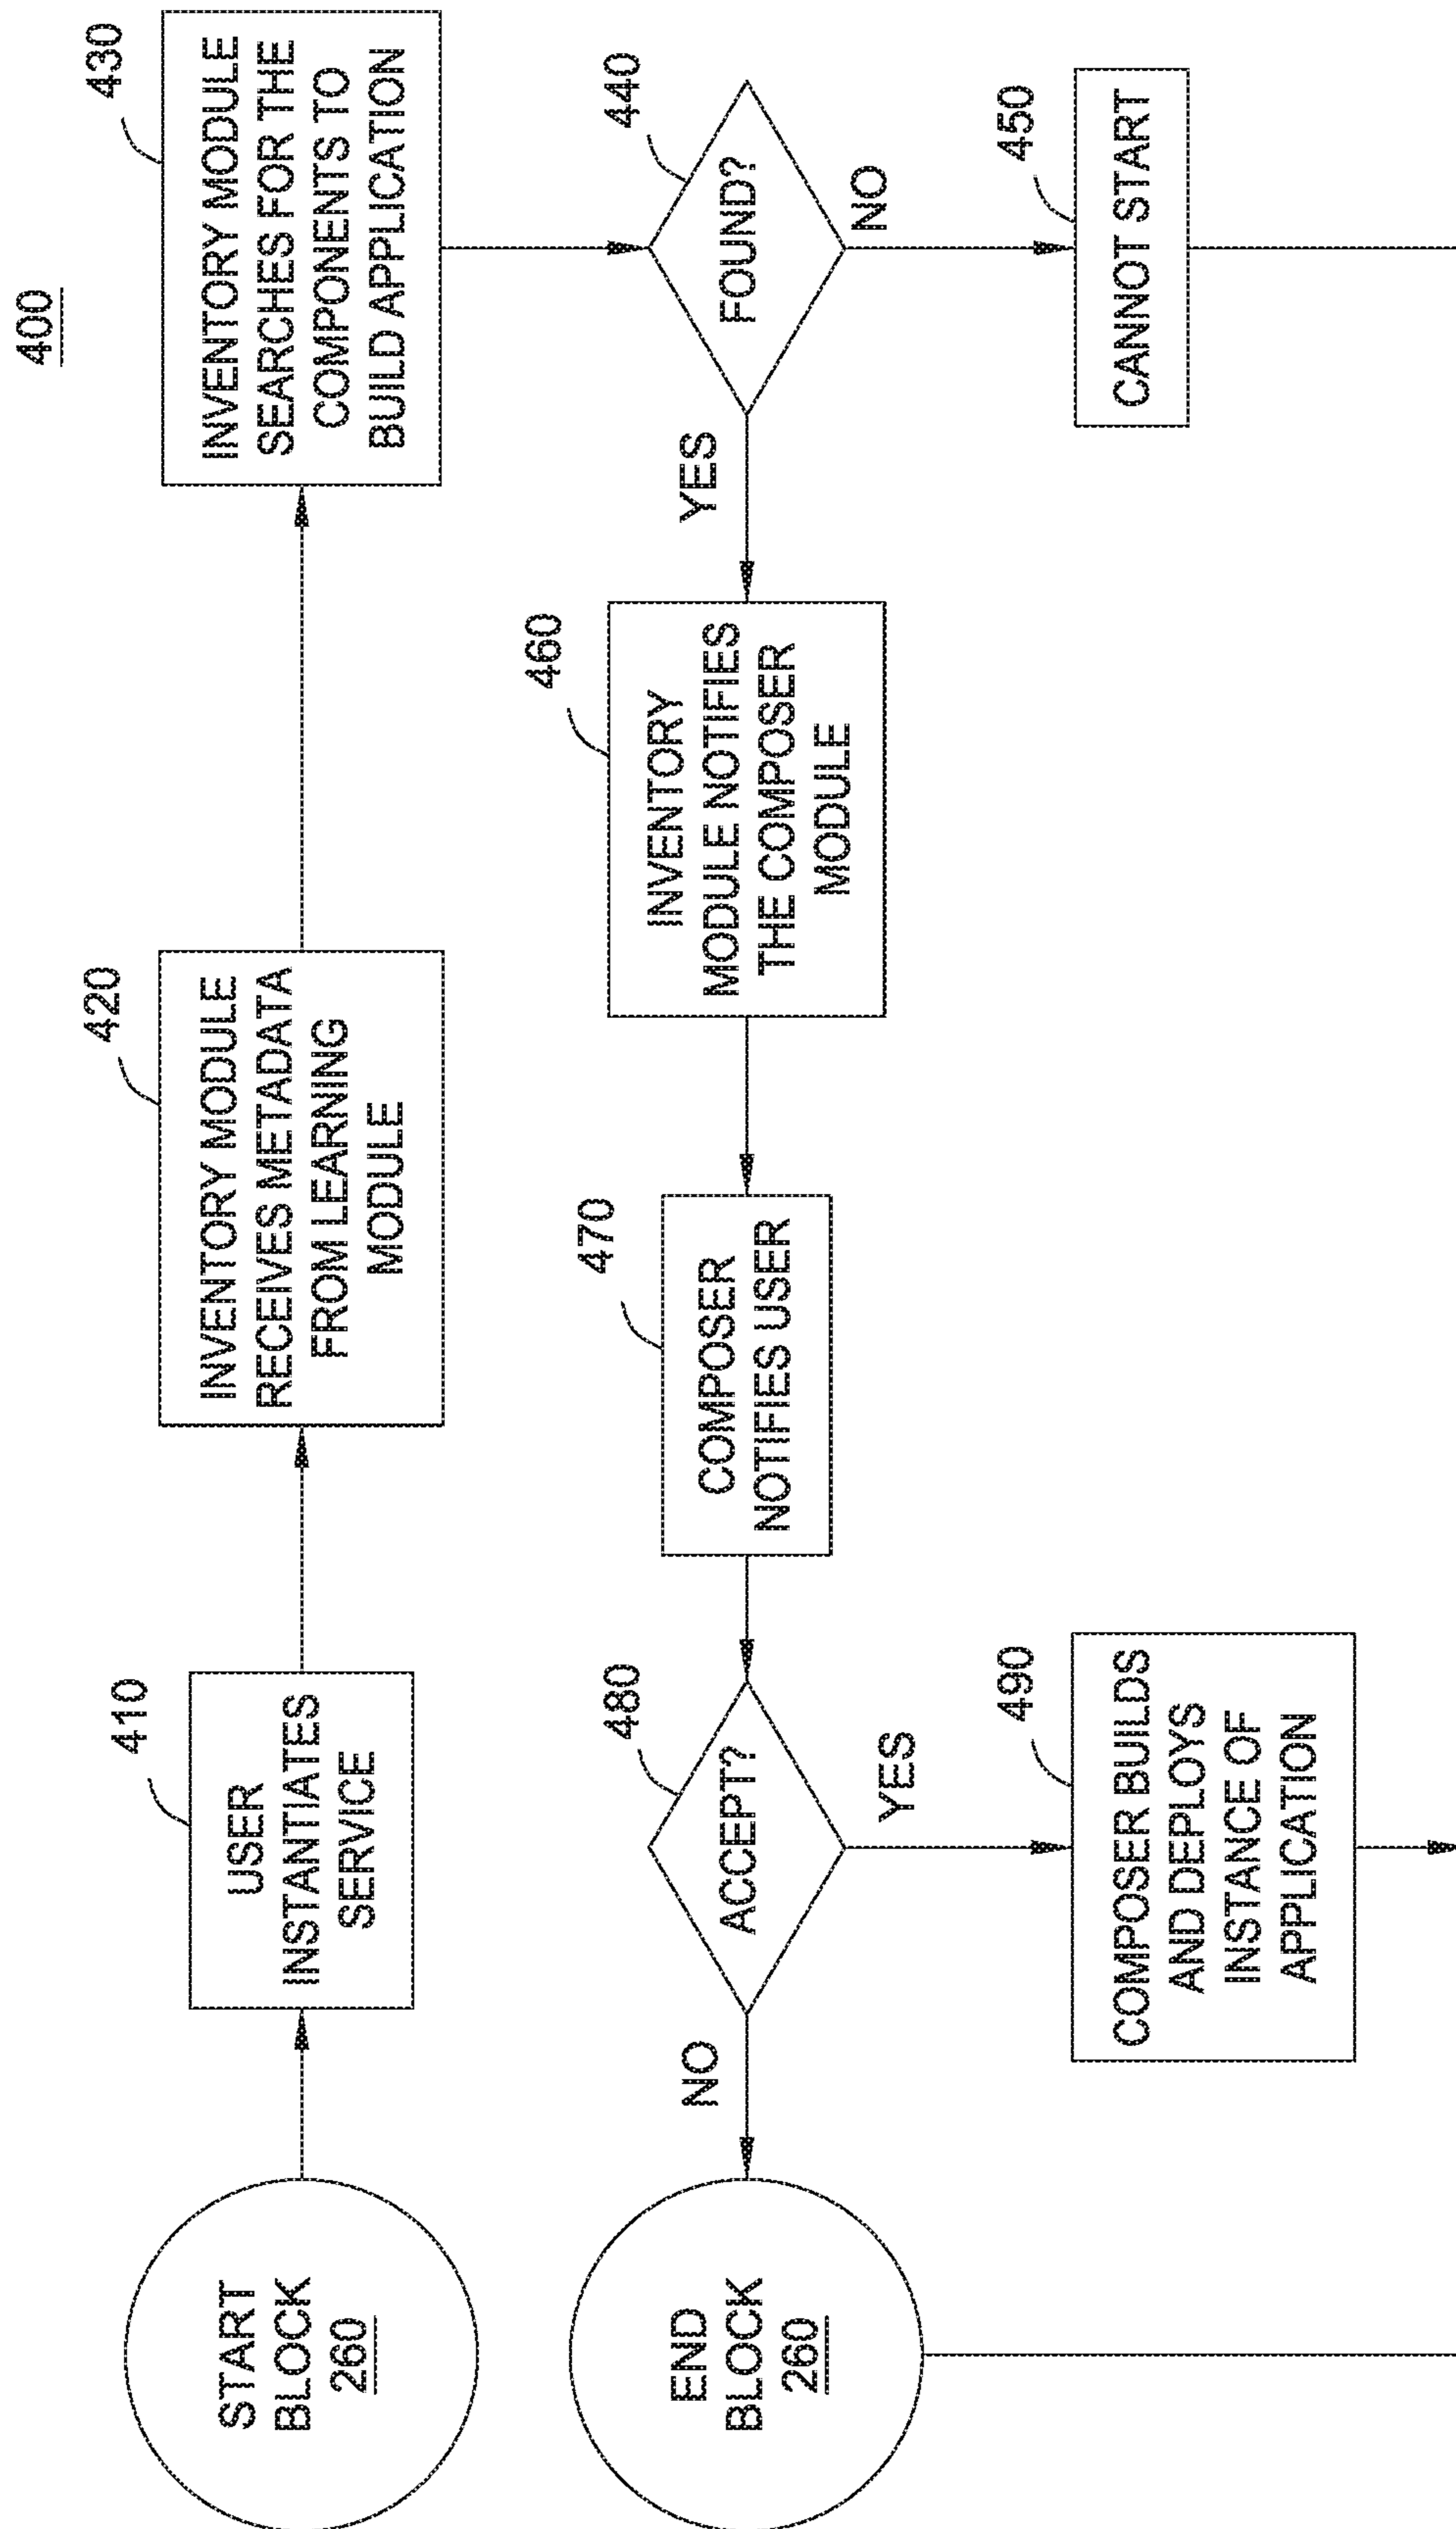 400
START
BLOCK
260
410
USER
INSTANTIATES
SERVICE
420
INVENTORY MODULE
RECEIVES METADATA
FROM LEARNING
MODULE
430
INVENTORY MODULE
SEARCHES FOR THE
COMPONENTS TO
BUILD APPLICATION
440
FOUND?
NO
450
CANNOT START
YES
460
INVENTORY
MODULE NOTIFIES
THE COMPOSER
MODULE
470
COMPOSER
NOTIFIES USER
480
ACCEPT?
YES
490
COMPOSER BUILDS
AND DEPLOYS
INSTANCE OF
APPLICATION
NO
END
BLOCK
260